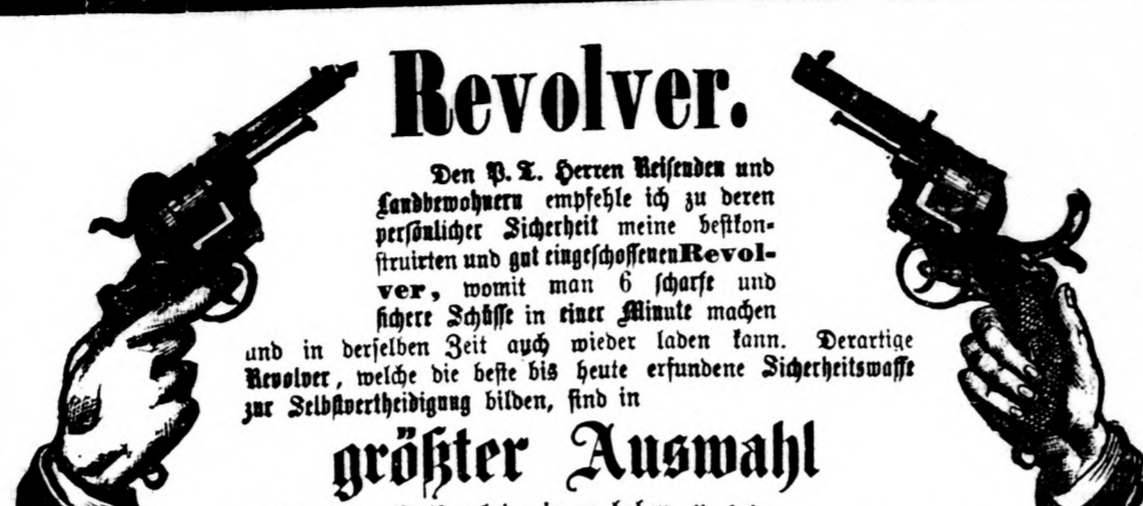 Revolver.
Den P. T. Herren Reisenden und
Landbewohnern empfehle ich zu deren
persönlicher Sicherheit meine bestkon-
struirten und gut eingeschossenen Revol-
ver, womit man 6 scharfe und
sichere Schüsse in einer Minute machen
und in derselben Zeit auch wieder laden kann. Derartige
Revolver, welche die beste bis heute erfundene Sicherheitswaffe
zur Selbstvertheidigung bilden, sind in
größter Auswahl